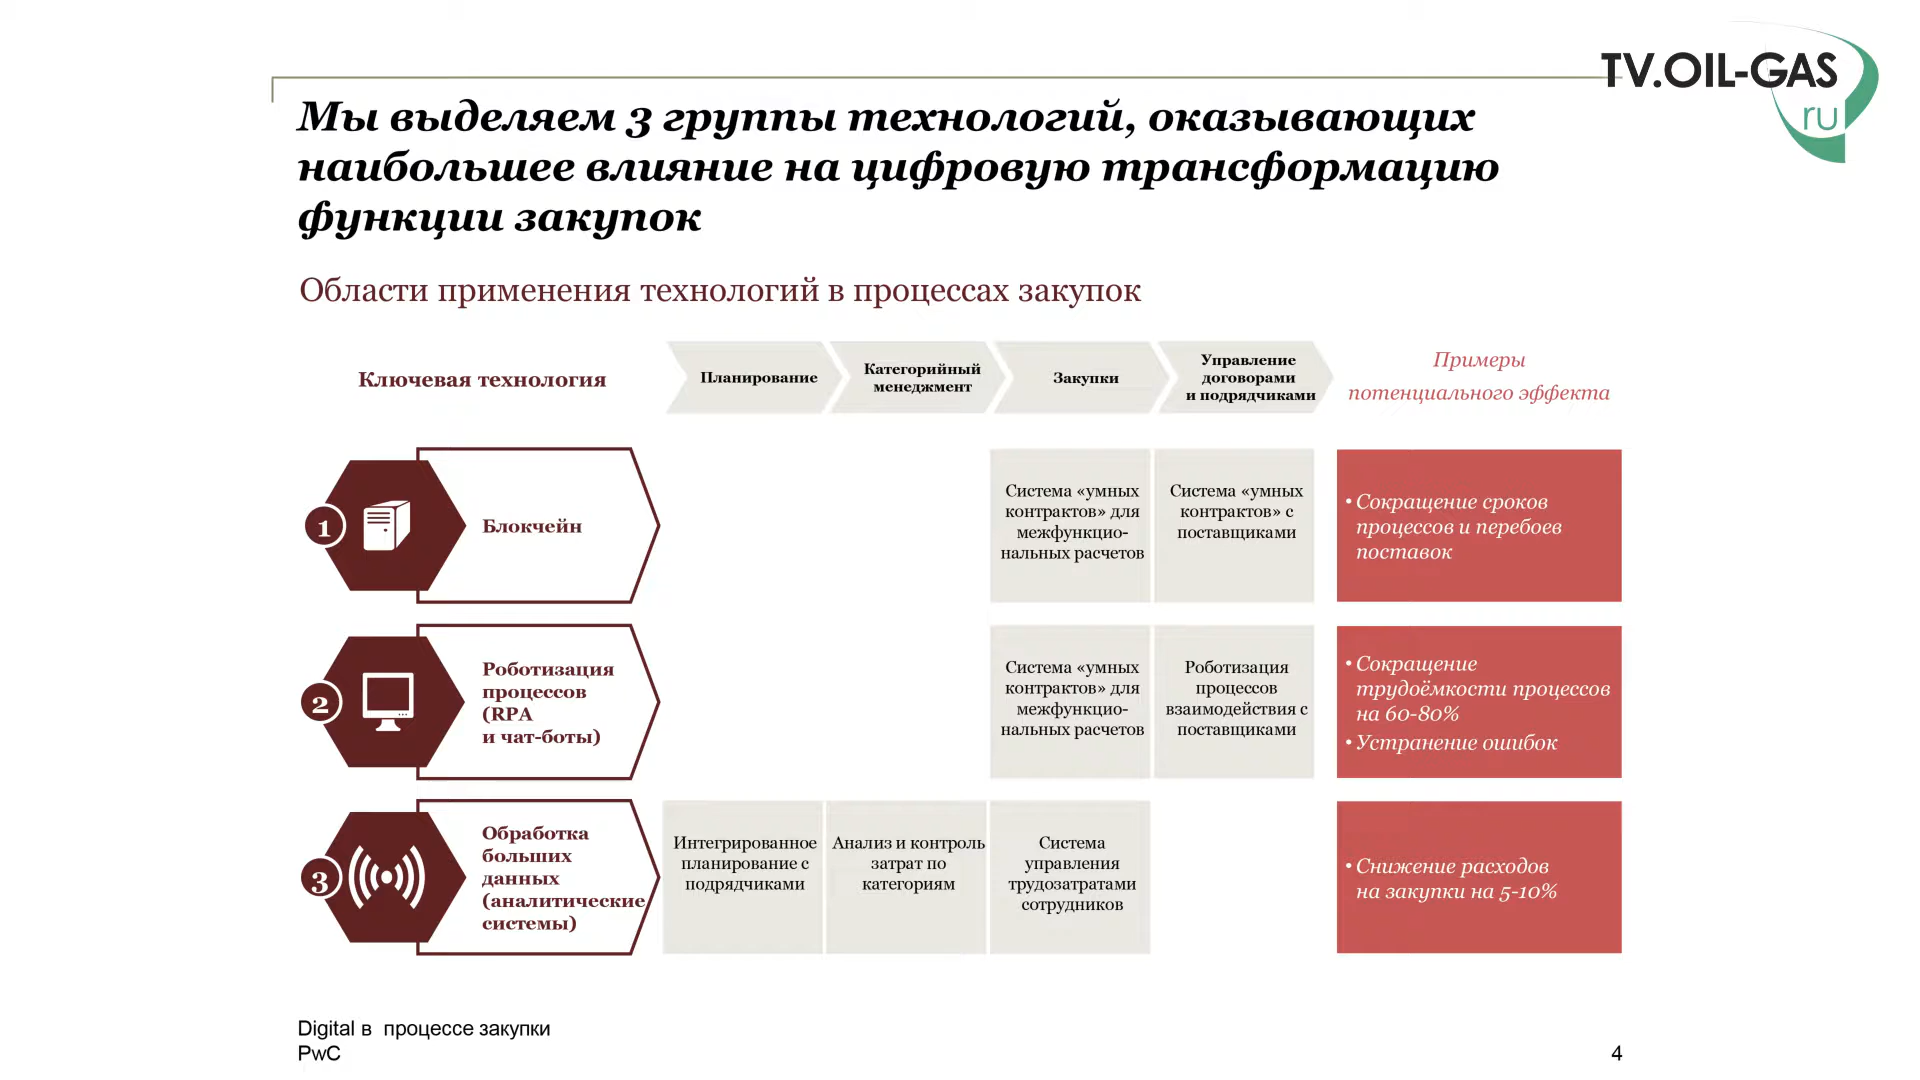 TV.OIL-GAS
ru
Мы выделяем 3 группы технологий, оказывающих
наибольшее влияние на цифровую трансформацию
функции закупок
Области применения технологий в процессах закупок
Ключевая технология
Планирование
Категорийный
менеджмент
Закупки
Управление
договорами
и подрядчиками
Примеры
потенциального эффекта
1
Блокчейн
Система «умных
контрактов» для
межфункцио-
нальных расчетов
Система «умных
контрактов» с
поставщиками
• Сокращение сроков
процессов и перебоев
поставок
2
Роботизация
процессов
(RPA
и чат-боты)
Система «умных
контрактов» для
межфункцио-
нальных расчетов
Роботизация
процессов
взаимодействия с
поставщиками
• Сокращение
трудоёмкости процессов
на 60-80%
• Устранение ошибок
3
Обработка
больших
данных
(аналитические
системы)
Интегрированное
планирование с
подрядчиками
Анализ и контроль
затрат по
категориям
Система
управления
трудозатратами
сотрудников
• Снижение расходов
на закупки на 5-10%
Digital в  процессе закупки
PwC
4